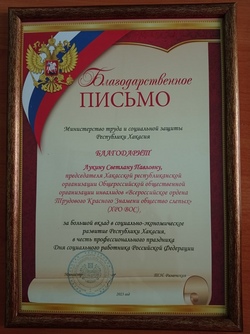 Благодарственное
ПИСЬМО
Министерство труда и социальной защиты
Республики Хакасия
БЛАГОДАРИТ
Лукину Светлану Павловну,
председателя Хакасской республиканской
организации Общероссийской общественной
организации инвалидов «Всероссийское ордена
Трудового Красного Знамени общество слепых»
(ХРО ВОС)
за большой вклад в социально-экономическое
развитие Республики Хакасия,
в честь профессионального праздника
Дня социального работника Российской Федерации
2021